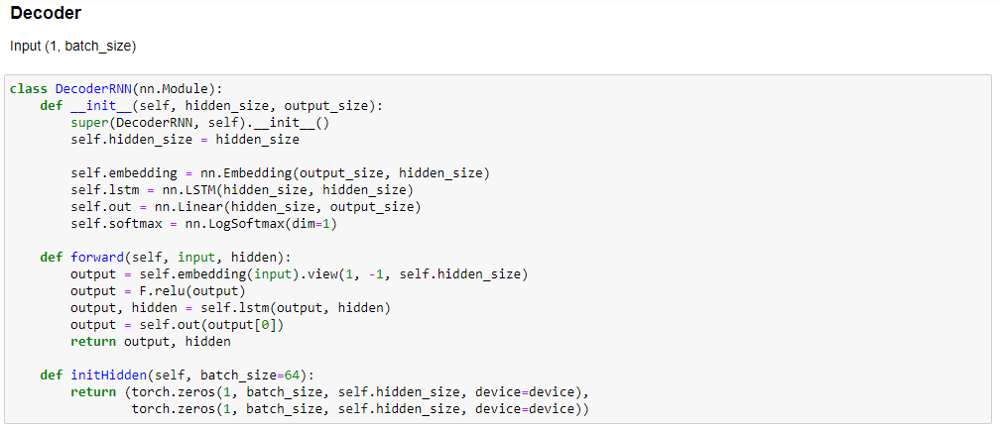 Decoder
Input (1, batch_size)
class DecoderRNN(nn.Module):
    def __init__(self, hidden_size, output_size):
        super(DecoderRNN, self).__init__()
        self.hidden_size = hidden_size

        self.embedding = nn.Embedding(output_size, hidden_size)
        self.lstm = nn.LSTM(hidden_size, hidden_size)
        self.out = nn.Linear(hidden_size, output_size)
        self.softmax = nn.LogSoftmax(dim=1)

    def forward(self, input, hidden):
        output = self.embedding(input).view(1, -1, self.hidden_size)
        output = F.relu(output)
        output, hidden = self.lstm(output, hidden)
        output = self.out(output[0])
        return output, hidden

    def initHidden(self, batch_size=64):
        return (torch.zeros(1, batch_size, self.hidden_size, device=device),
                torch.zeros(1, batch_size, self.hidden_size, device=device))